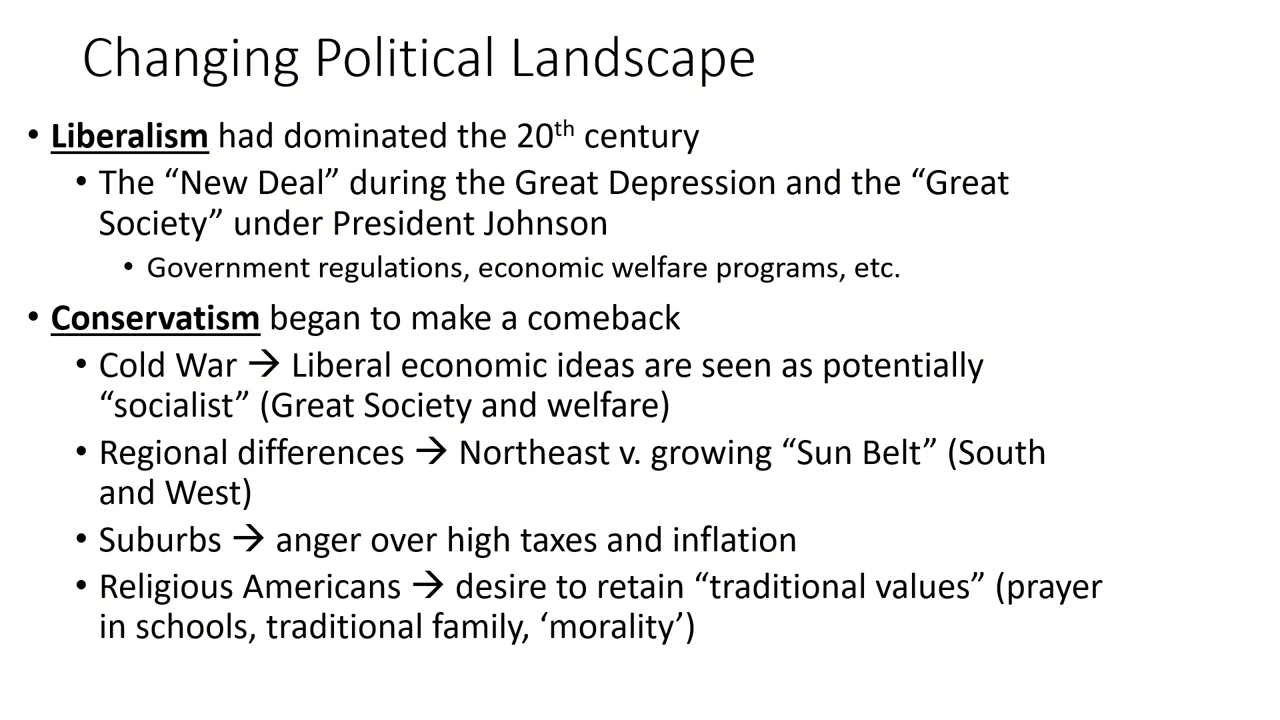 Changing Political Landscape
• Liberalism had dominated the 20th century
• The “New Deal” during the Great Depression and the “Great
Society” under President Johnson
• Government regulations, economic welfare programs, etc.
• Conservatism began to make a comeback
• Cold War → Liberal economic ideas are seen as potentially
“socialist” (Great Society and welfare)
• Regional differences → Northeast v. growing “Sun Belt” (South
and West)
• Suburbs → anger over high taxes and inflation
• Religious Americans → desire to retain “traditional values” (prayer
in schools, traditional family, ‘morality’)